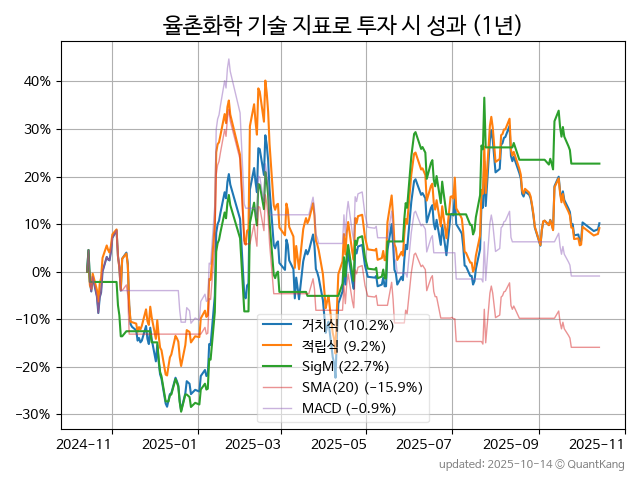 율촌화학 기술 지표로 투자 시 성과 (1년)
40%
30%
20%
10%
0%
−10%
−20%
−30%
거치식 (10.2%)
적립식 (9.2%)
SigM (22.7%)
SMA(20) (−15.9%)
MACD (−0.9%)
2024-11 2025-01 2025-03 2025-05 2025-07 2025-09 2025-11
updated: 2025-10-14 © QuantKang